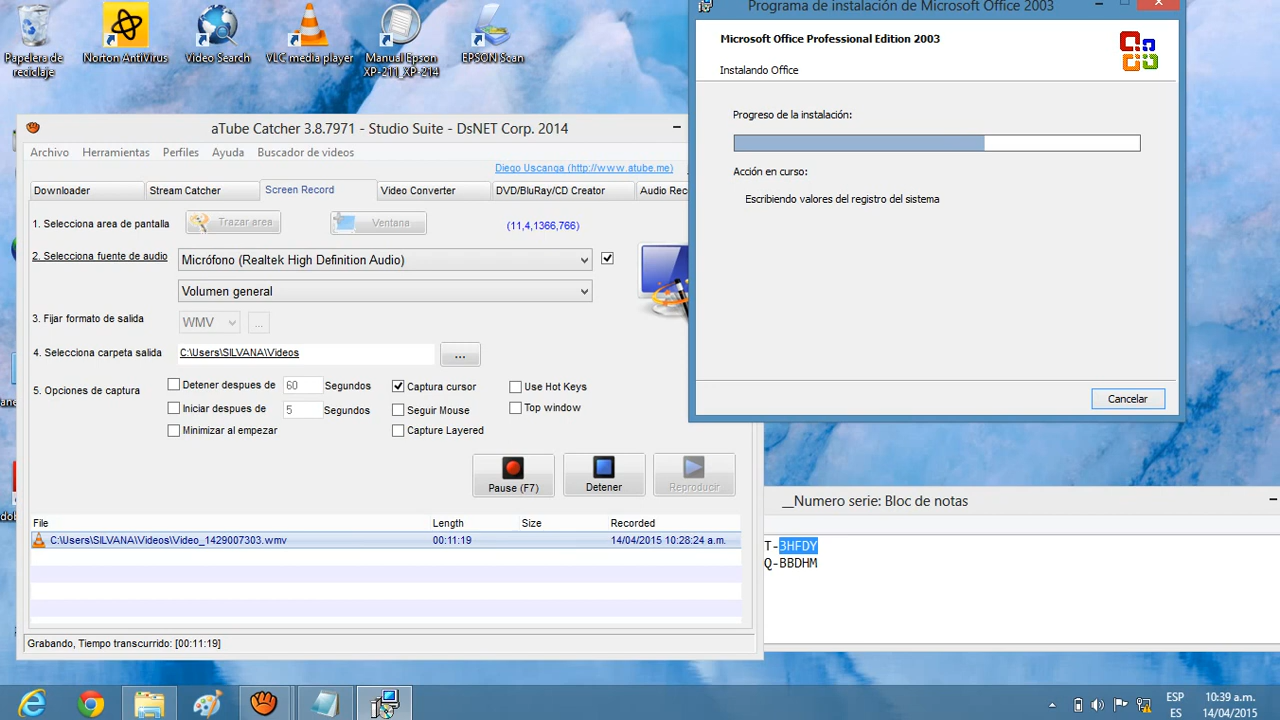 Papelera de
reciclaje
Norton AntiVirus
Video Search
VLC media player
Manual Epson
XP-211_XP-214
EPSON Scan
Programa de instalación de Microsoft Office 2003
Microsoft Office Professional Edition 2003
Instalando Office
Progreso de la instalación:
Acción en curso:
Escribiendo valores del registro del sistema
Cancelar
aTube Catcher 3.8.7971 - Studio Suite - DsNET Corp. 2014
Archivo Herramientas Perfiles Ayuda Buscador de videos
Diego Uscanga (http://www.atube.me)
Downloader Stream Catcher Screen Record Video Converter DVD/BluRay/CD Creator Audio Rec
1. Selecciona area de pantalla Trazar area Ventana (11,4,1366,766)
2. Selecciona fuente de audio Micrófono (Realtek High Definition Audio)
Volumen general
3. Fijar formato de salida WMV ...
4. Selecciona carpeta salida C:\Users\SILVANA\Videos ...
5. Opciones de captura
Detener despues de 60 Segundos Captura cursor Use Hot Keys
Iniciar despues de 5 Segundos Seguir Mouse Top window
Minimizar al empezar Capture Layered
Pause (F7) Detener Reproducir
File Length Size Recorded
C:\Users\SILVANA\Videos\Video_1429007303.wmv 00:11:19 14/04/2015 10:28:24 a.m.
Grabando, Tiempo transcurrido: [00:11:19]
__Numero serie: Bloc de notas
T-3HFDY
Q-BBDHM
ESP
ES
10:39 a.m.
14/04/2015